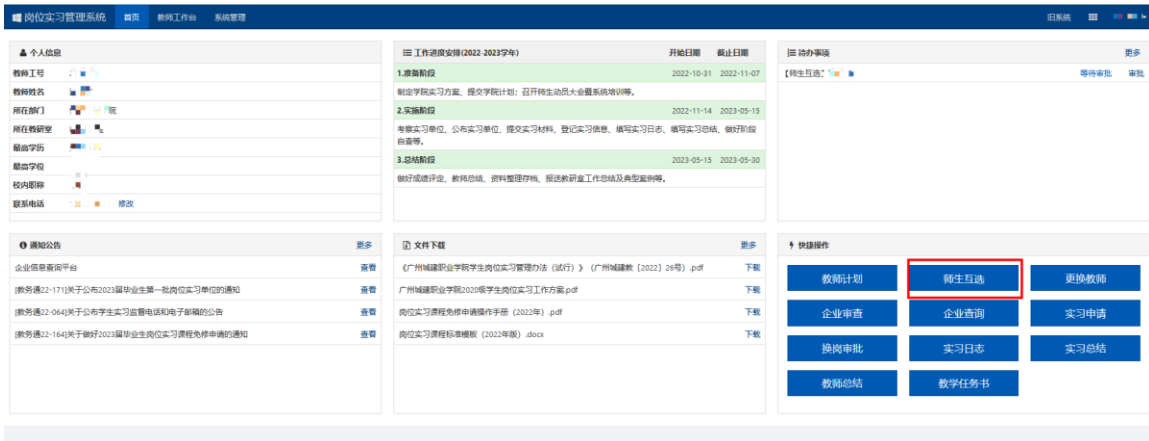 岗位实习管理系统 首页 教师工作台 系统管理 旧系统
个人信息
教师工号
教师姓名
所在部门 院
所在教研室
最高学历
最高学位
校内职称
联系电话 修改
工作进度安排(2022-2023学年) 开始日期 截止日期
1.准备阶段 2022-10-31 2022-11-07
制定学院实习方案、提交学院计划；召开师生动员大会暨系统培训等。
2.实施阶段 2022-11-14 2023-05-15
考察实习单位、公布实习单位、提交实习材料、登记实习信息、填写实习日志、填写实习总结、做好阶段
自查等。
3.总结阶段 2023-05-15 2023-05-30
做好成绩评定、教师总结、资料整理存档、报送教研室工作总结及典型案例等。
待办事项 更多
【师生互选】 等待审批 审批
通知公告 更多
企业信息查询平台 查看
[教务通22-171]关于公布2023届毕业生第一批岗位实习单位的通知 查看
[教务通22-064]关于公布学生实习监督电话和电子邮箱的公告 查看
[教务通22-164]关于做好2023届毕业生岗位实习课程免修申请的通知 查看
文件下载 更多
《广州城建职业学院学生岗位实习管理办法（试行）》（广州城建教〔2022〕26号）.pdf 下载
广州城建职业学院2020级学生岗位实习工作方案.pdf 下载
岗位实习课程免修申请操作手册（2022年）.pdf 下载
岗位实习课程标准模板（2022年版）.docx 下载
快捷操作
教师计划 师生互选 更换教师
企业审查 企业查询 实习申请
换岗审批 实习日志 实习总结
教师总结 教学任务书